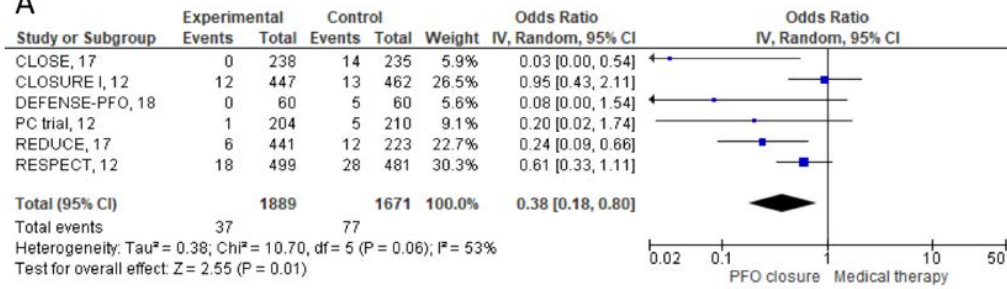 A
Experimental Control Odds Ratio Odds Ratio
Study or Subgroup Events Total Events Total Weight IV, Random, 95% CI IV, Random, 95% CI
CLOSE, 17 0 238 14 235 5.9% 0.03 [0.00, 0.54]
CLOSURE I, 12 12 447 13 462 26.5% 0.95 [0.43, 2.11]
DEFENSE-PFO, 18 0 60 5 60 5.6% 0.08 [0.00, 1.54]
PC trial, 12 1 204 5 210 9.1% 0.20 [0.02, 1.74]
REDUCE, 17 6 441 12 223 22.7% 0.24 [0.09, 0.66]
RESPECT, 12 18 499 28 481 30.3% 0.61 [0.33, 1.11]
Total (95% CI) 1889 1671 100.0% 0.38 [0.18, 0.80]
Total events 37 77
Heterogeneity: Tau² = 0.38; Chi² = 10.70, df = 5 (P = 0.06); I² = 53%
Test for overall effect: Z = 2.55 (P = 0.01)
0.02 0.1 1 10 50
PFO closure Medical therapy